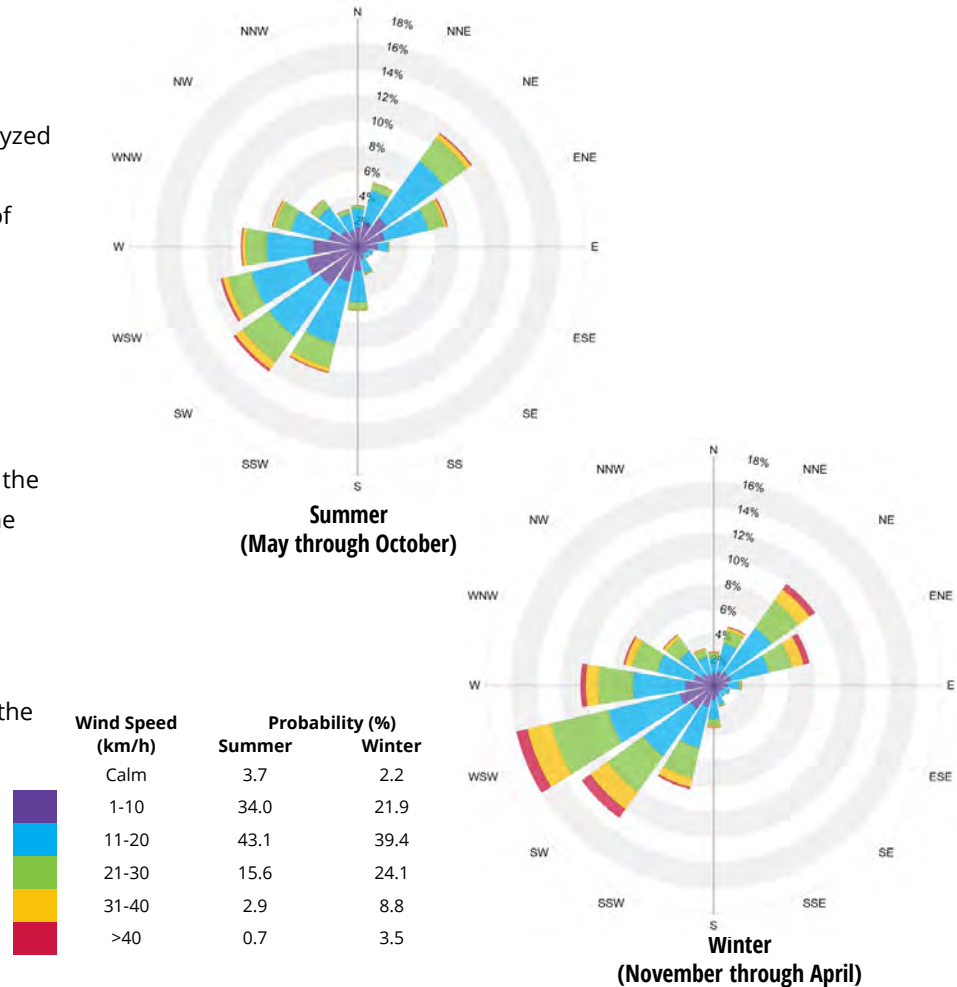 N
18%
NNW
NNE
16%
NW
14%
NE
12%
10%
yzed
8%
WNW
ENE
6%
4%
of
2%
W
E
WSW
ESE
SW
SE
SSW
SS
S
the
ne
Summer
(May through October)
N
18%
NNW
NNE
16%
14%
NW
NE
12%
10%
8%
WNW
ENE
6%
4%
2%
W
E
the
Wind Speed Probability (%)
(km/h) Summer Winter
Calm 3.7 2.2
1-10 34.0 21.9
11-20 43.1 39.4
21-30 15.6 24.1
31-40 2.9 8.8
>40 0.7 3.5
WSW
ESE
SW
SE
SSW
SSE
S
Winter
(November through April)